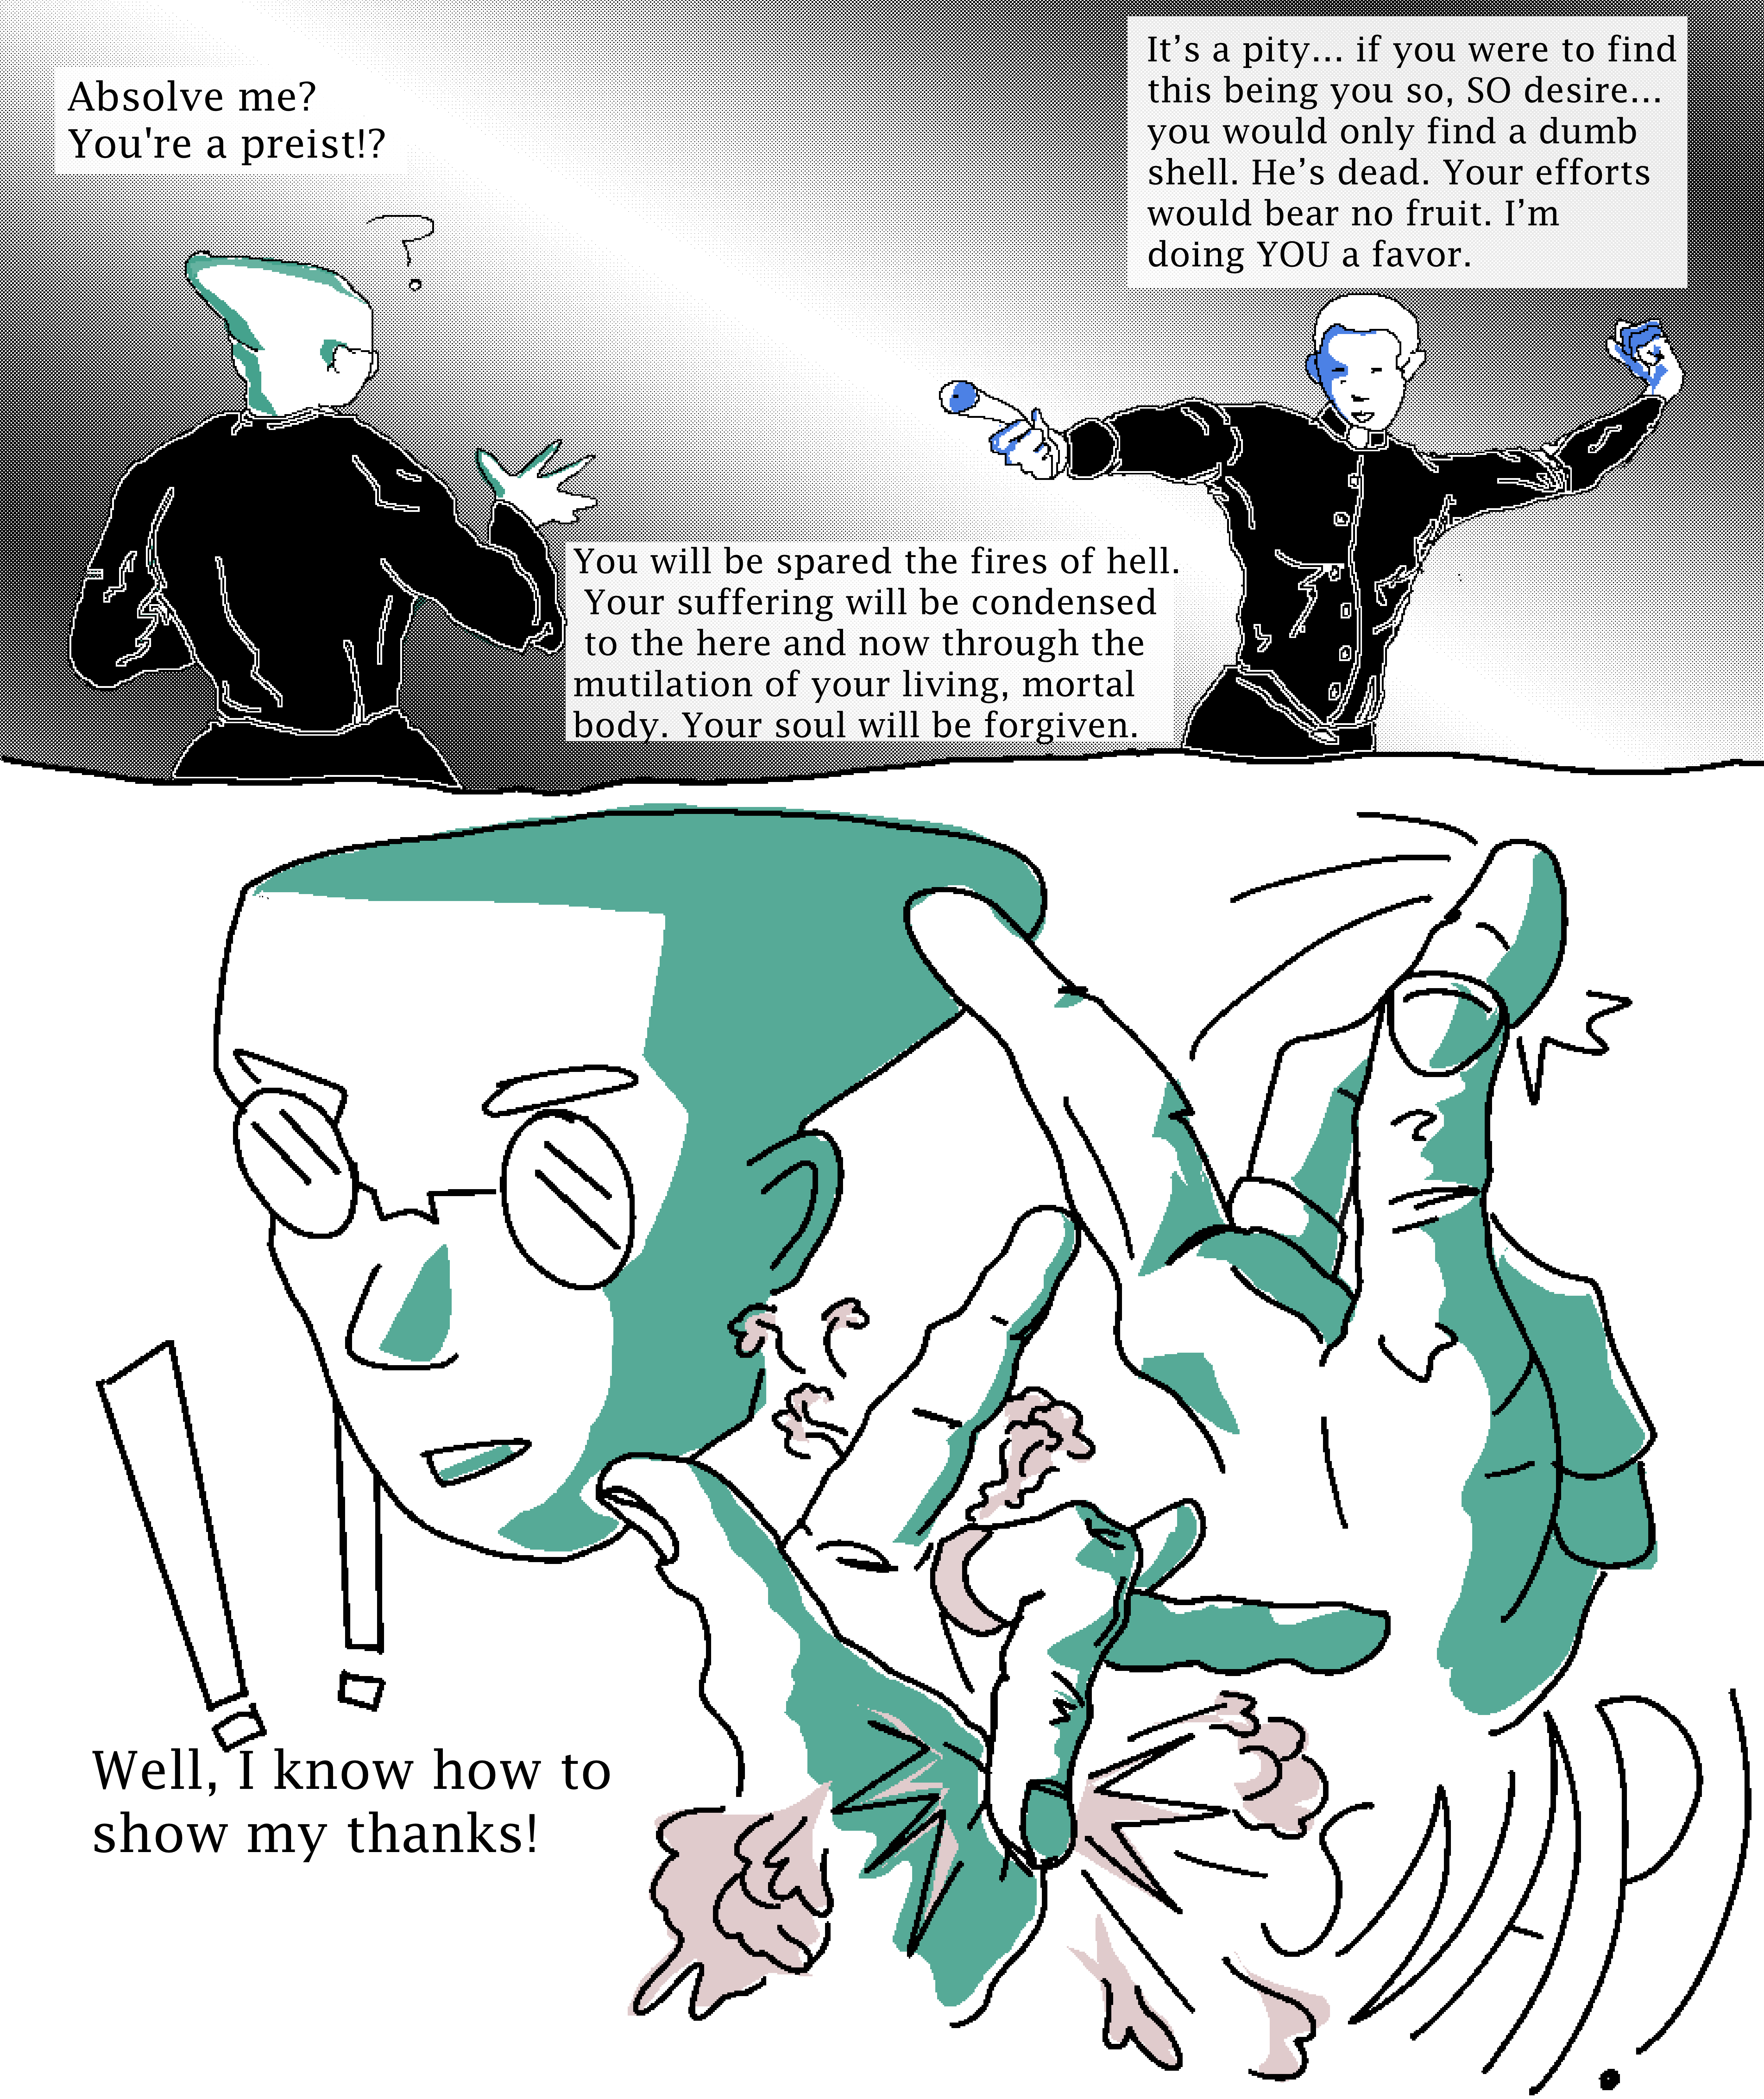 Absolve me?
You're a preist!?
It’s a pity... if you were to find
this being you so, SO desire...
you would only find a dumb
shell. He’s dead. Your efforts
would bear no fruit. I’m
doing YOU a favor.
?
You will be spared the fires of hell.
Your suffering will be condensed
to the here and now through the
mutilation of your living, mortal
body. Your soul will be forgiven.
!!
Well, I know how to
show my thanks!
SNAP!